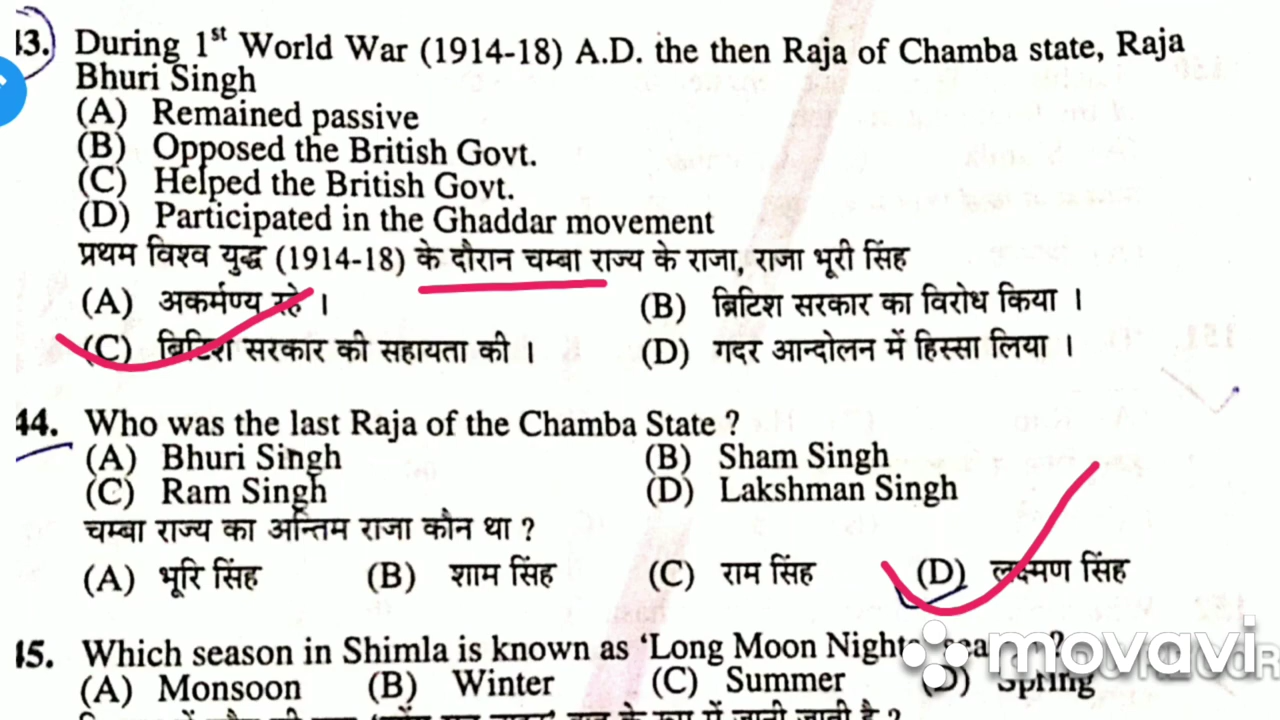 13. During 1st World War (1914-18) A.D. the then Raja of Chamba state, Raja
Bhuri Singh
(A) Remained passive
(B) Opposed the British Govt.
(C) Helped the British Govt.
(D) Participated in the Ghaddar movement
प्रथम विश्व युद्ध (1914-18) के दौरान चम्बा राज्य के राजा, राजा भूरी सिंह
(A) अकर्मण्य रहे । (B) ब्रिटिश सरकार का विरोध किया ।
(C) ब्रिटिश सरकार की सहायता की । (D) गदर आन्दोलन में हिस्सा लिया ।
44. Who was the last Raja of the Chamba State ?
(A) Bhuri Singh (B) Sham Singh
(C) Ram Singh (D) Lakshman Singh
चम्बा राज्य का अन्तिम राजा कौन था ?
(A) भूरि सिंह (B) शाम सिंह (C) राम सिंह (D) लक्ष्मण सिंह
45. Which season in Shimla is known as ‘Long Moon Night
movavi
(A) Monsoon (B) Winter (C) Summer (D) Spring